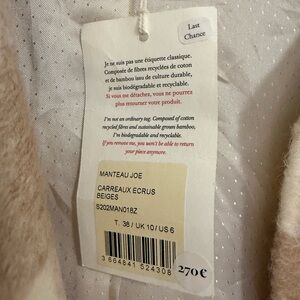 Last
Chance
Je ne suis pas une étiquette classique.
Composée de fibres recyclées de coton
et de bambou issu de culture durable,
je suis biodégradable et recyclable.
Si vous me détachez, vous ne pourrez
plus retourner votre produit.
I'm not an ordinary tag. Composed of cotton
recycled fibres and sustainable grown bamboo,
I'm biodegradable and recyclable.
If you remove me, you won't be able to return
your piece anymore.
MANTEAU JOE
CARREAUX ECRUS
BEIGES
S202MAN018Z
T. 38 / UK 10 / US 6
3 664841 524308
270€